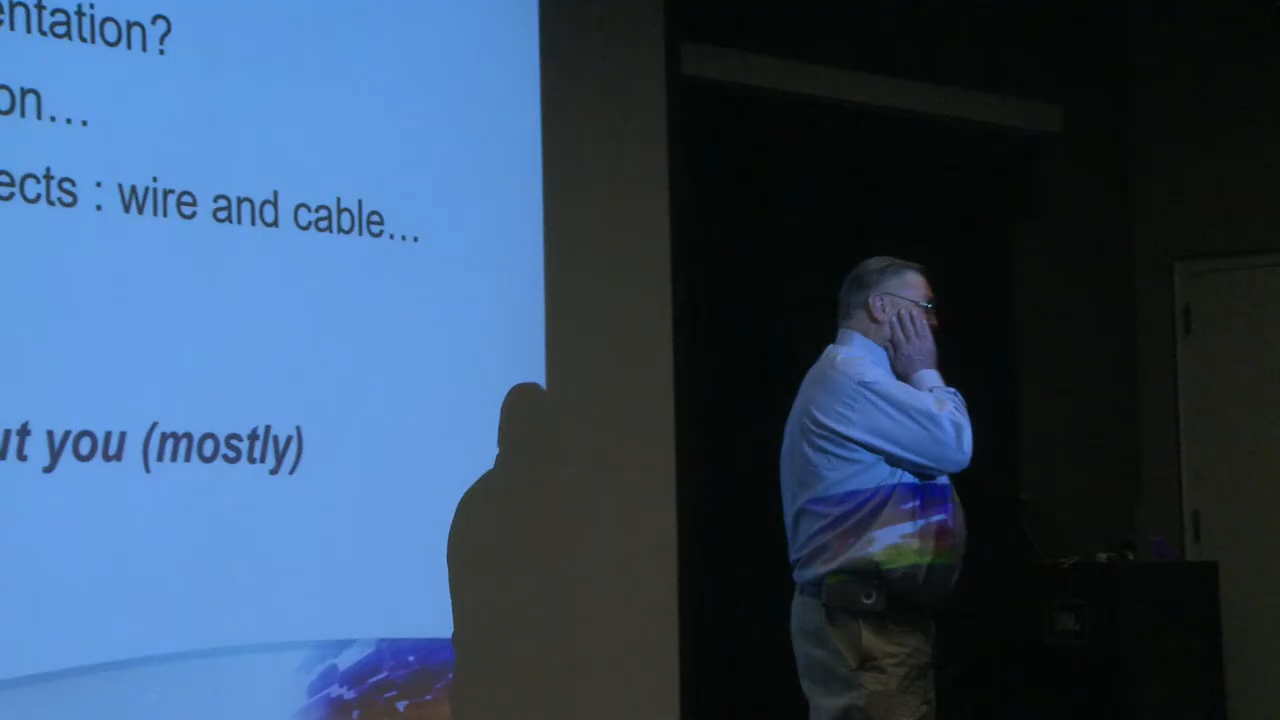 entation?
on...
ects : wire and cable...
ut you (mostly)